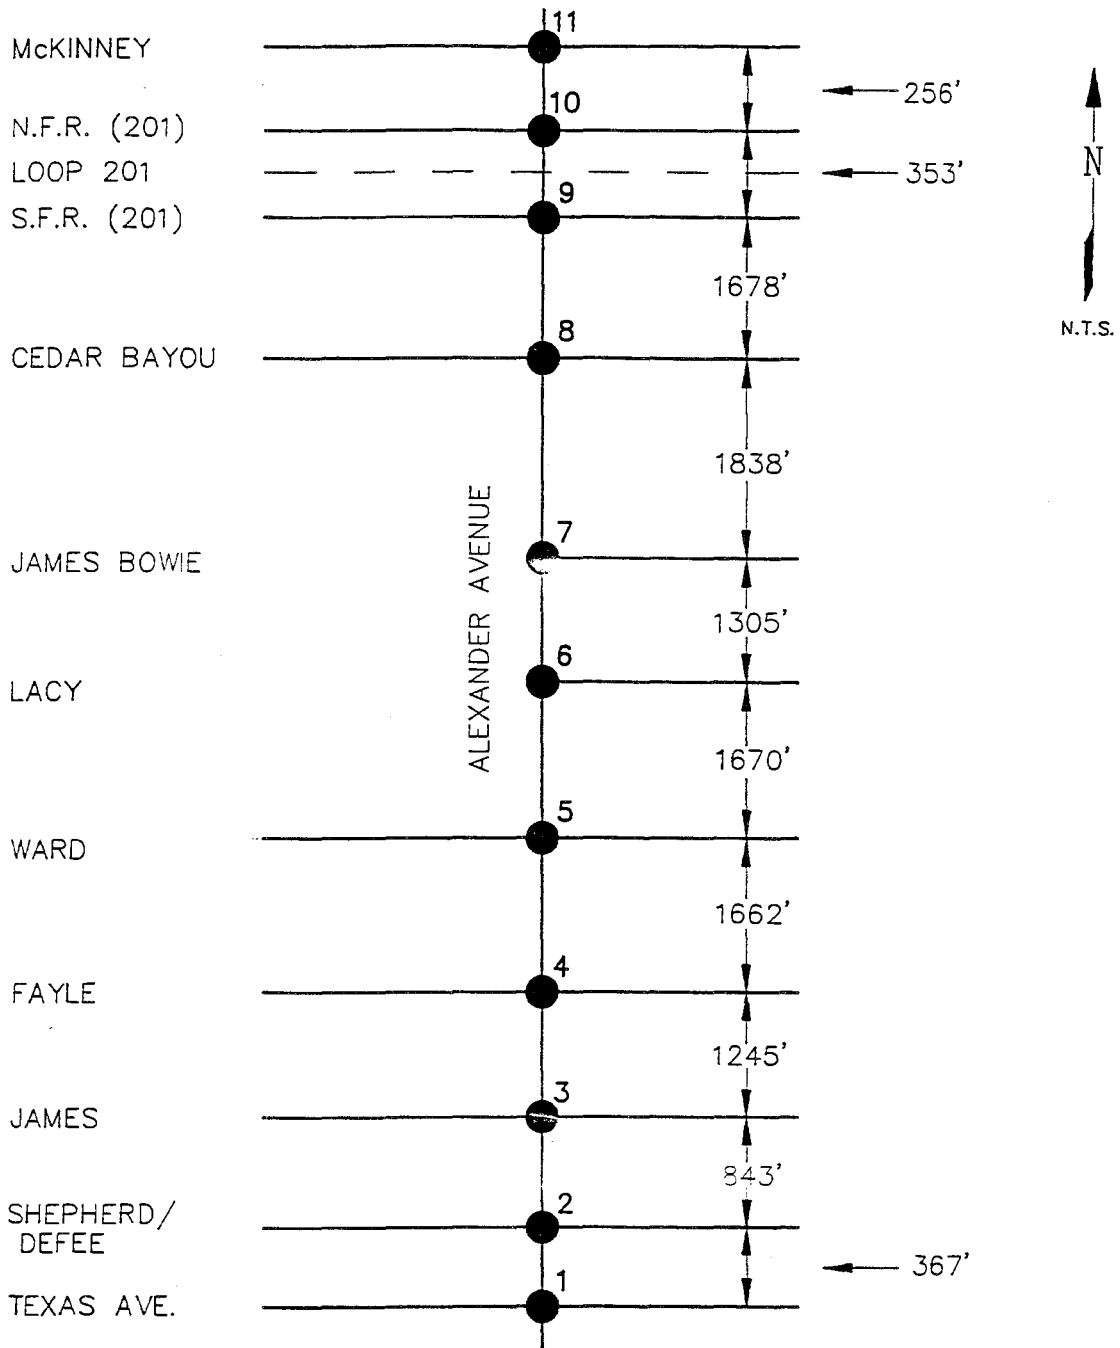 11
McKINNEY
256'
10
N.F.R. (201)
LOOP 201
353'
N
9
S.F.R. (201)
1678'
N.T.S.
8
CEDAR BAYOU
1838'
ALEXANDER AVENUE
7
JAMES BOWIE
1305'
6
LACY
1670'
5
WARD
1662'
4
FAYLE
1245'
3
JAMES
843'
2
SHEPHERD/
DEFEE
367'
1
TEXAS AVE.